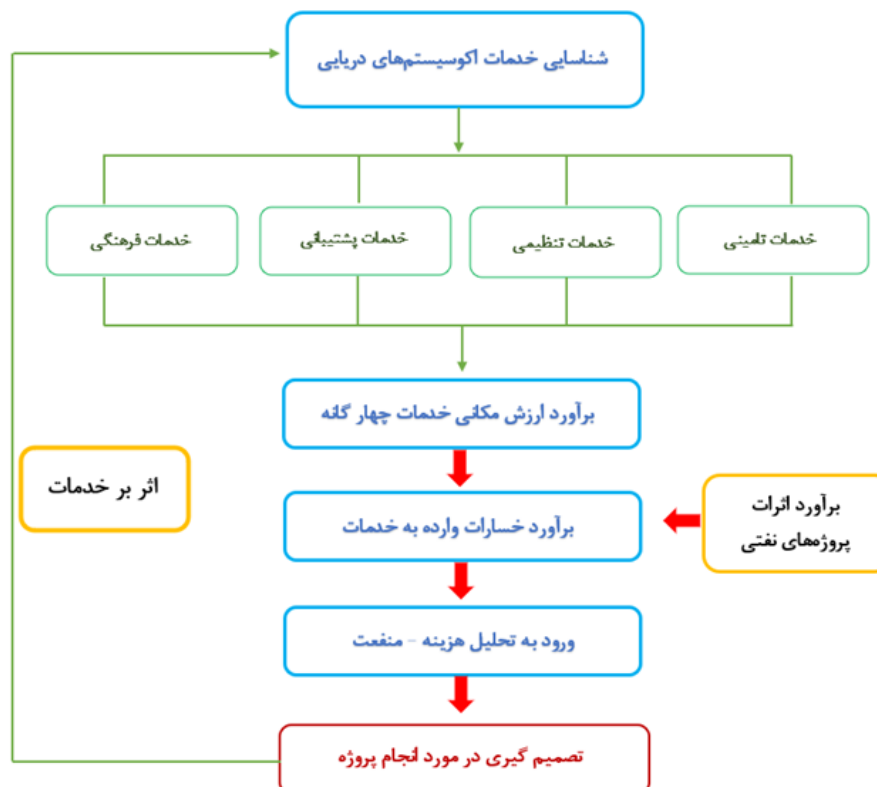 شناسایی خدمات اکوسیستم‌های دریایی
خدمات تامینی
خدمات تنظیمی
خدمات پشتیبانی
خدمات فرهنگی
برآورد ارزش مکانی خدمات چهار گانه
برآورد اثرات
پروژه‌های نفتی
برآورد خسارات وارده به خدمات
اثر بر خدمات
ورود به تحلیل هزینه – منفعت
تصمیم گیری در مورد انجام پروژه